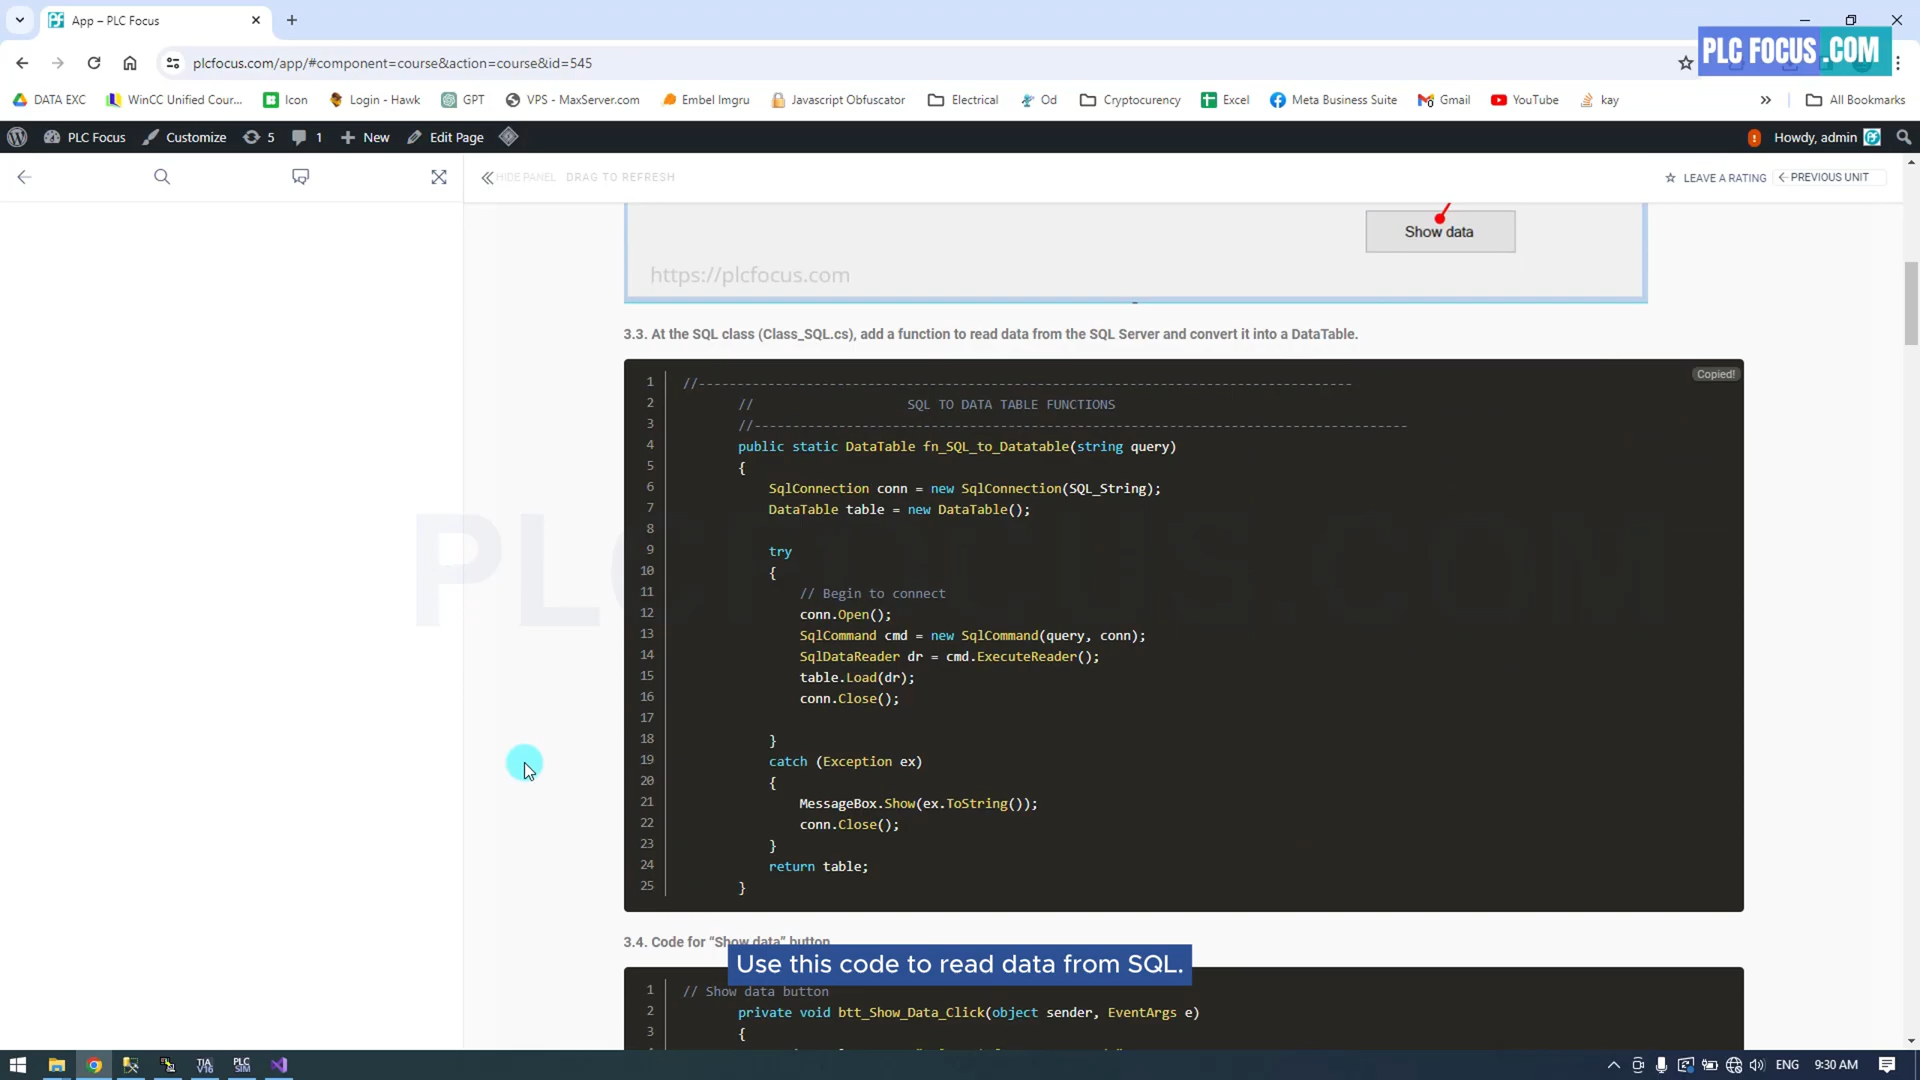 App – PLC Focus
PLC FOCUS .COM
plcfocus.com/app/#component=course&action=course&id=545
DATA EXC
WinCC Unified Cour...
Icon
Login - Hawk
GPT
VPS - MaxServer.com
Embel Imgru
Javascript Obfuscator
Electrical
Od
Cryptocurency
Excel
Meta Business Suite
Gmail
YouTube
kay
All Bookmarks
PLC Focus
Customize
5
1
New
Edit Page
Howdy, admin
HIDE PANEL
DRAG TO REFRESH
LEAVE A RATING
PREVIOUS UNIT
Show data
https://plcfocus.com
3.3. At the SQL class (Class_SQL.cs), add a function to read data from the SQL Server and convert it into a DataTable.
Copied!
1 //-------------------------------------------------------------------------------------
2 // SQL TO DATA TABLE FUNCTIONS
3 //-------------------------------------------------------------------------------------
4 public static DataTable fn_SQL_to_Datatable(string query)
5 {
6 SqlConnection conn = new SqlConnection(SQL_String);
7 DataTable table = new DataTable();
8
9 try
10 {
11 // Begin to connect
12 conn.Open();
13 SqlCommand cmd = new SqlCommand(query, conn);
14 SqlDataReader dr = cmd.ExecuteReader();
15 table.Load(dr);
16 conn.Close();
17
18 }
19 catch (Exception ex)
20 {
21 MessageBox.Show(ex.ToString());
22 conn.Close();
23 }
24 return table;
25 }
PLCFOCUS.COM
3.4. Code for “Show data” button
Use this code to read data from SQL.
1 // Show data button
2 private void btt_Show_Data_Click(object sender, EventArgs e)
3 {
TIA
V16
PLC
SIM
ENG
9:30 AM